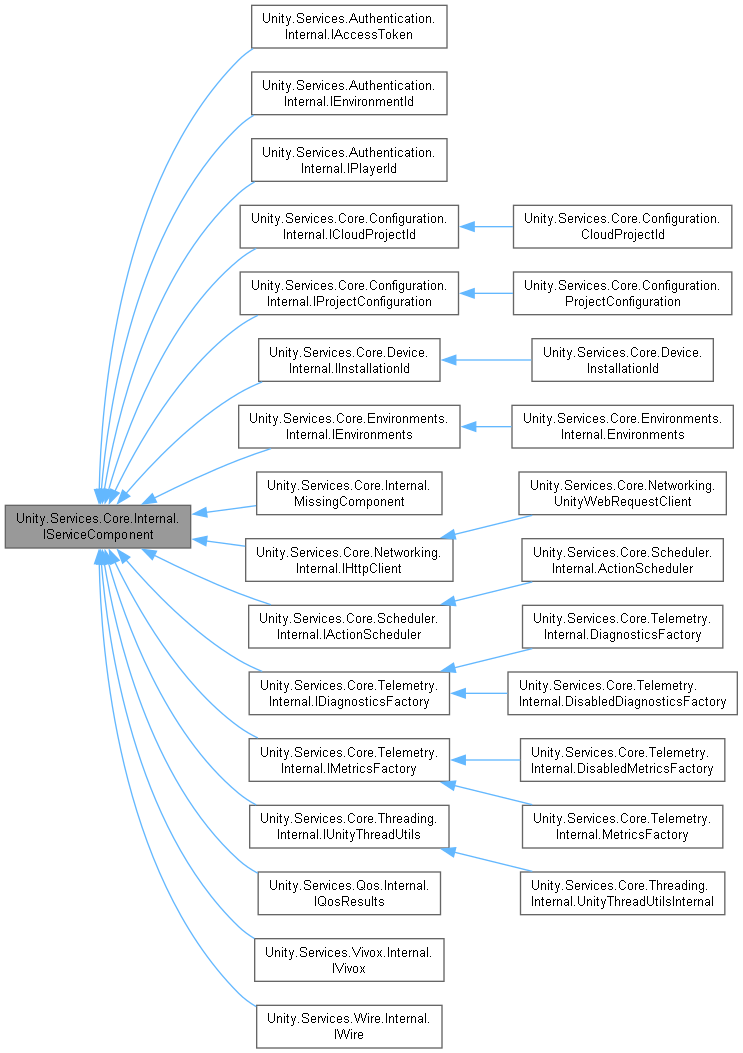 Unity.Services.Authentication.
Internal.IAccessToken
Unity.Services.Authentication.
Internal.IEnvironmentId
Unity.Services.Authentication.
Internal.IPlayerId
Unity.Services.Core.Configuration.
Internal.ICloudProjectId
Unity.Services.Core.Configuration.
CloudProjectId
Unity.Services.Core.Configuration.
Internal.IProjectConfiguration
Unity.Services.Core.Configuration.
ProjectConfiguration
Unity.Services.Core.Device.
Internal.IInstallationId
Unity.Services.Core.Device.
InstallationId
Unity.Services.Core.Environments.
Internal.IEnvironments
Unity.Services.Core.Environments.
Internal.Environments
Unity.Services.Core.Internal.
MissingComponent
Unity.Services.Core.Networking.
UnityWebRequestClient
Unity.Services.Core.Internal.
IServiceComponent
Unity.Services.Core.Networking.
Internal.IHttpClient
Unity.Services.Core.Scheduler.
Internal.ActionScheduler
Unity.Services.Core.Scheduler.
Internal.IActionScheduler
Unity.Services.Core.Telemetry.
Internal.DiagnosticsFactory
Unity.Services.Core.Telemetry.
Internal.IDiagnosticsFactory
Unity.Services.Core.Telemetry.
Internal.DisabledDiagnosticsFactory
Unity.Services.Core.Telemetry.
Internal.IMetricsFactory
Unity.Services.Core.Telemetry.
Internal.DisabledMetricsFactory
Unity.Services.Core.Threading.
Internal.IUnityThreadUtils
Unity.Services.Core.Telemetry.
Internal.MetricsFactory
Unity.Services.Qos.Internal.
IQosResults
Unity.Services.Core.Threading.
Internal.UnityThreadUtilsInternal
Unity.Services.Vivox.Internal.
IVivox
Unity.Services.Wire.Internal.
IWire